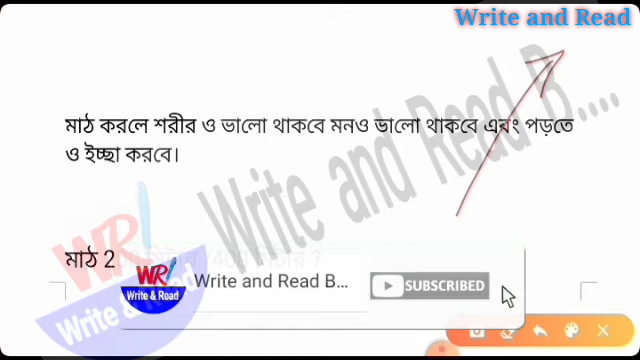 Write and Read
মাঠ করলে শরীর ও ভালো থাকবে মনও ভালো থাকবে এবং পড়তে
ও ইচ্ছা করবে।
Write and Read B....
মাঠ 2
WR
Write & Read
Write and Read B...
SUBSCRIBED
WR
Write & Read